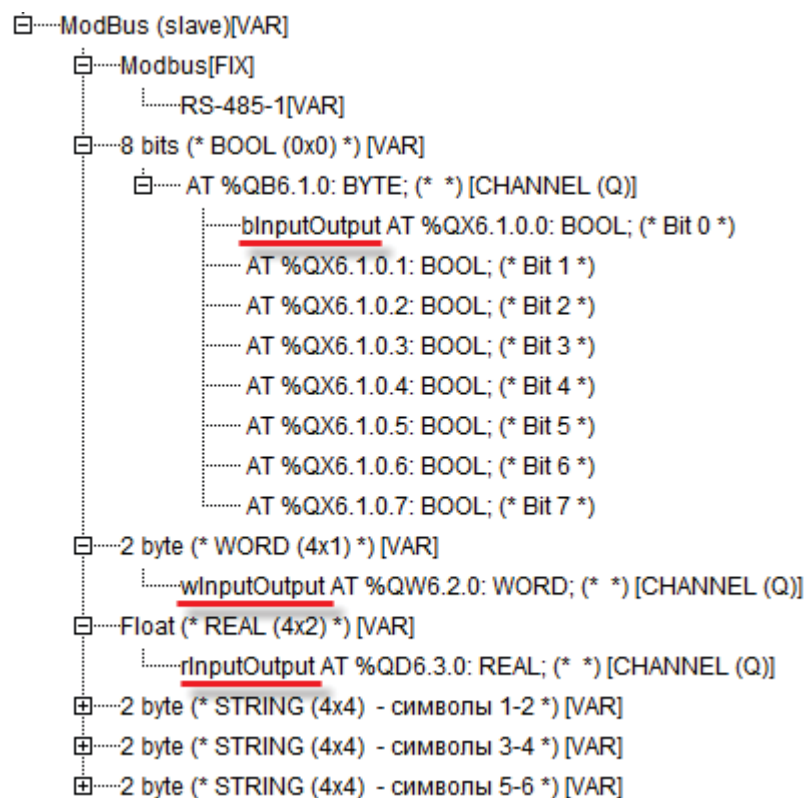 ModBus (slave)[VAR]
Modbus[FIX]
RS-485-1[VAR]
8 bits (* BOOL (0x0) *) [VAR]
AT %QB6.1.0: BYTE; (* *) [CHANNEL (Q)]
bInputOutput AT %QX6.1.0.0: BOOL; (* Bit 0 *)
AT %QX6.1.0.1: BOOL; (* Bit 1 *)
AT %QX6.1.0.2: BOOL; (* Bit 2 *)
AT %QX6.1.0.3: BOOL; (* Bit 3 *)
AT %QX6.1.0.4: BOOL; (* Bit 4 *)
AT %QX6.1.0.5: BOOL; (* Bit 5 *)
AT %QX6.1.0.6: BOOL; (* Bit 6 *)
AT %QX6.1.0.7: BOOL; (* Bit 7 *)
2 byte (* WORD (4x1) *) [VAR]
wInputOutput AT %QW6.2.0: WORD; (* *) [CHANNEL (Q)]
Float (* REAL (4x2) *) [VAR]
rInputOutput AT %QD6.3.0: REAL; (* *) [CHANNEL (Q)]
2 byte (* STRING (4x4) - символы 1-2 *) [VAR]
2 byte (* STRING (4x4) - символы 3-4 *) [VAR]
2 byte (* STRING (4x4) - символы 5-6 *) [VAR]